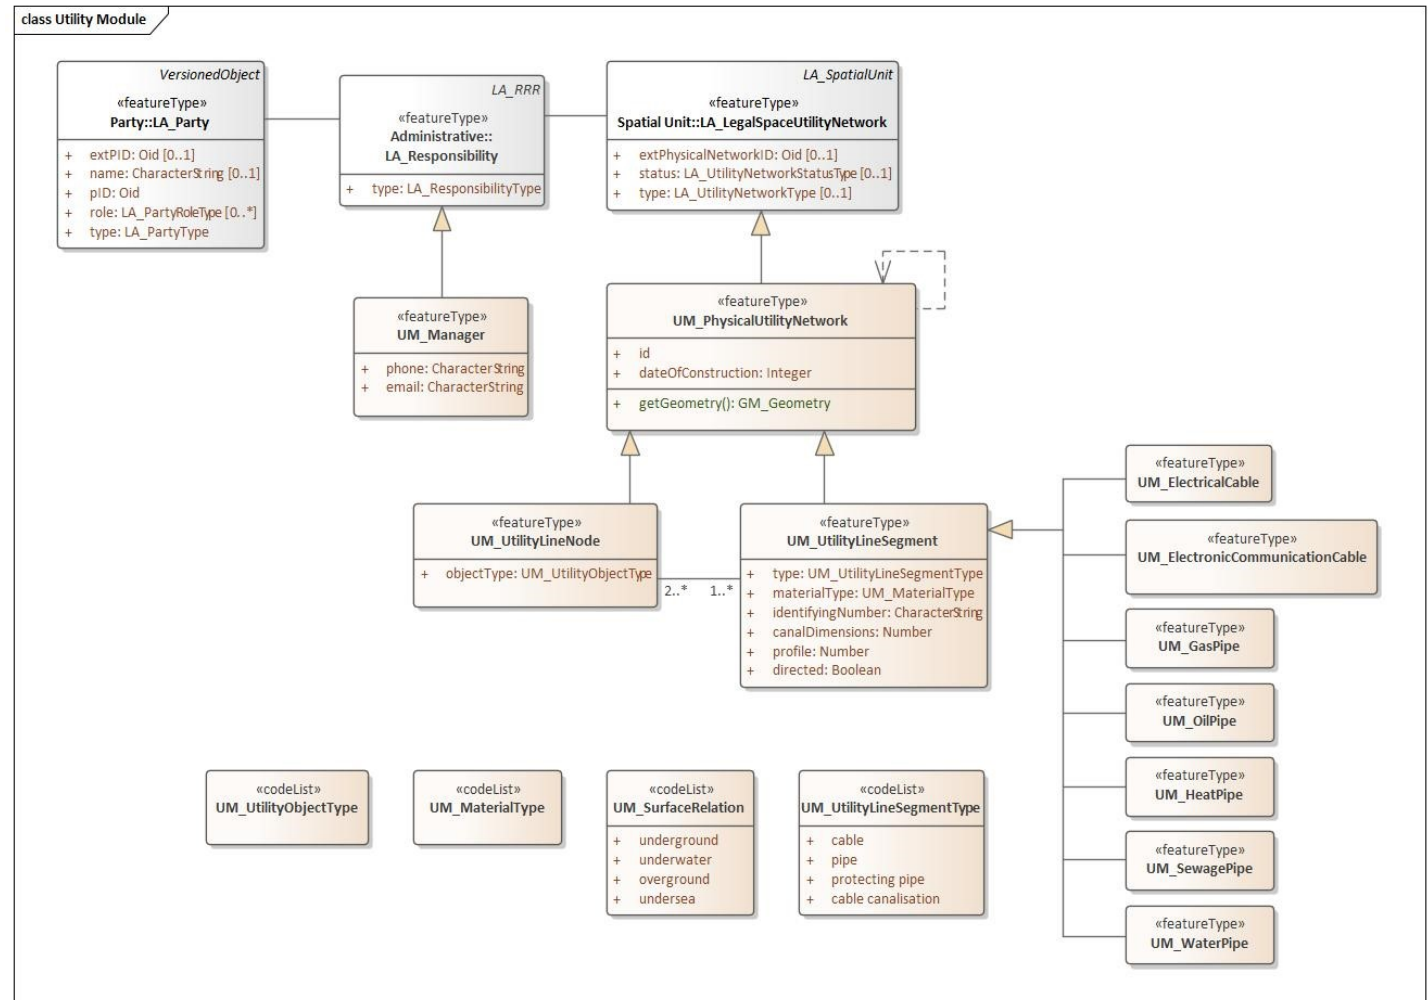 class Utility Module
VersionedObject
«featureType»
Party::LA_Party
+ extPID: Oid [0..1]
+ name: CharacterString [0..1]
+ pID: Oid
+ role: LA_PartyRoleType [0..*]
+ type: LA_PartyType
LA_RRR
«featureType»
Administrative::
LA_Responsibility
+ type: LA_ResponsibilityType
LA_SpatialUnit
«featureType»
Spatial Unit::LA_LegalSpaceUtilityNetwork
+ extPhysicalNetworkID: Oid [0..1]
+ status: LA_UtilityNetworkStatusType [0..1]
+ type: LA_UtilityNetworkType [0..1]
«featureType»
UM_Manager
+ phone: CharacterString
+ email: CharacterString
«featureType»
UM_PhysicalUtilityNetwork
+ id
+ dateOfConstruction: Integer
+ getGeometry(): GM_Geometry
«featureType»
UM_UtilityLineNode
+ objectType: UM_UtilityObjectType
2..*
1..*
«featureType»
UM_UtilityLineSegment
+ type: UM_UtilityLineSegmentType
+ materialType: UM_MaterialType
+ identifyingNumber: CharacterString
+ canalDimensions: Number
+ profile: Number
+ directed: Boolean
«featureType»
UM_ElectricalCable
«featureType»
UM_ElectronicCommunicationCable
«featureType»
UM_GasPipe
«featureType»
UM_OilPipe
«featureType»
UM_HeatPipe
«featureType»
UM_SewagePipe
«featureType»
UM_WaterPipe
«codeList»
UM_UtilityObjectType
«codeList»
UM_MaterialType
«codeList»
UM_SurfaceRelation
+ underground
+ underwater
+ overground
+ undersea
«codeList»
UM_UtilityLineSegmentType
+ cable
+ pipe
+ protecting pipe
+ cable canalisation